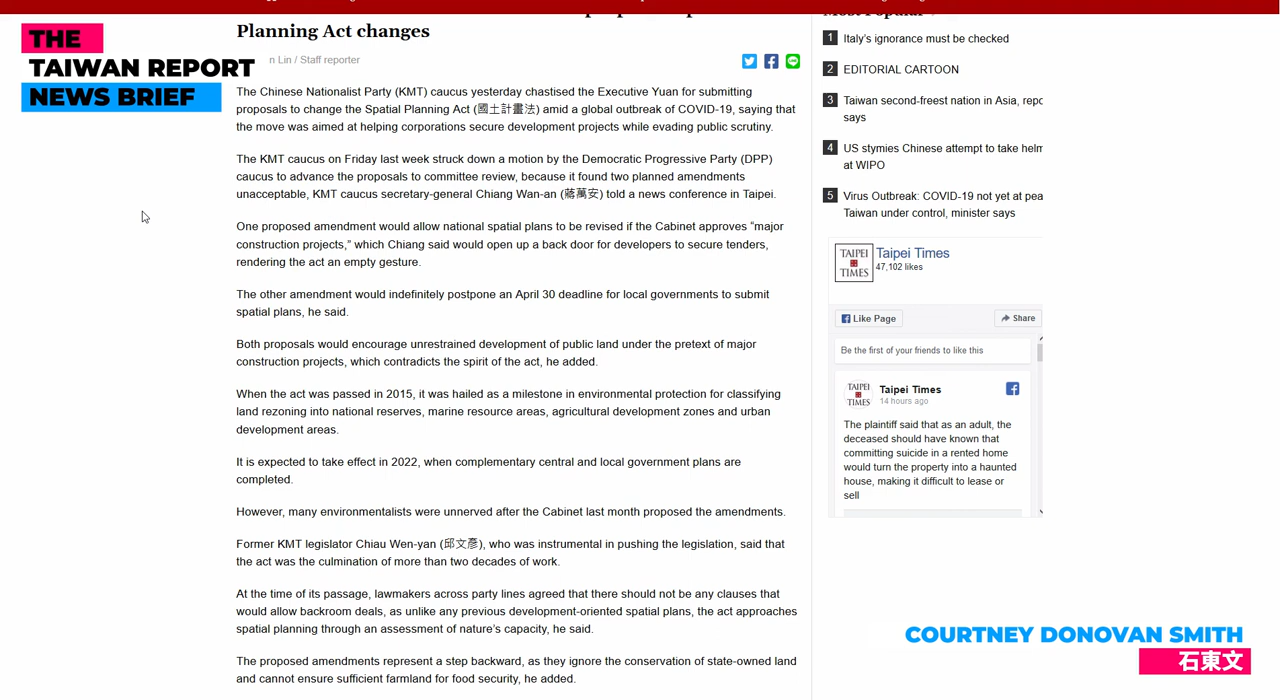 Planning Act changes
n Lin / Staff reporter
The Chinese Nationalist Party (KMT) caucus yesterday chastised the Executive Yuan for submitting
proposals to change the Spatial Planning Act (國土計畫法) amid a global outbreak of COVID-19, saying that
the move was aimed at helping corporations secure development projects while evading public scrutiny.
The KMT caucus on Friday last week struck down a motion by the Democratic Progressive Party (DPP)
caucus to advance the proposals to committee review, because it found two planned amendments
unacceptable, KMT caucus secretary-general Chiang Wan-an (蔣萬安) told a news conference in Taipei.
One proposed amendment would allow national spatial plans to be revised if the Cabinet approves “major
construction projects,” which Chiang said would open up a back door for developers to secure tenders,
rendering the act an empty gesture.
The other amendment would indefinitely postpone an April 30 deadline for local governments to submit
spatial plans, he said.
Both proposals would encourage unrestrained development of public land under the pretext of major
construction projects, which contradicts the spirit of the act, he added.
When the act was passed in 2015, it was hailed as a milestone in environmental protection for classifying
land rezoning into national reserves, marine resource areas, agricultural development zones and urban
development areas.
It is expected to take effect in 2022, when complementary central and local government plans are
completed.
However, many environmentalists were unnerved after the Cabinet last month proposed the amendments.
Former KMT legislator Chiau Wen-yan (邱文彥), who was instrumental in pushing the legislation, said that
the act was the culmination of more than two decades of work.
At the time of its passage, lawmakers across party lines agreed that there should not be any clauses that
would allow backroom deals, as unlike any previous development-oriented spatial plans, the act approaches
spatial planning through an assessment of nature’s capacity, he said.
The proposed amendments represent a step backward, as they ignore the conservation of state-owned land
and cannot ensure sufficient farmland for food security, he added.
THE
TAIWAN REPORT
NEWS BRIEF
1 Italy’s ignorance must be checked
2 EDITORIAL CARTOON
3 Taiwan second-freest nation in Asia, repo
says
4 US stymies Chinese attempt to take helm
at WIPO
5 Virus Outbreak: COVID-19 not yet at pea
Taiwan under control, minister says
TAIPEI
TIMES
Taipei Times
47,102 likes
Like Page
Share
Be the first of your friends to like this
TAIPEI
TIMES
Taipei Times
14 hours ago
The plaintiff said that as an adult, the
deceased should have known that
committing suicide in a rented home
would turn the property into a haunted
house, making it difficult to lease or
sell
COURTNEY DONOVAN SMITH
石東文